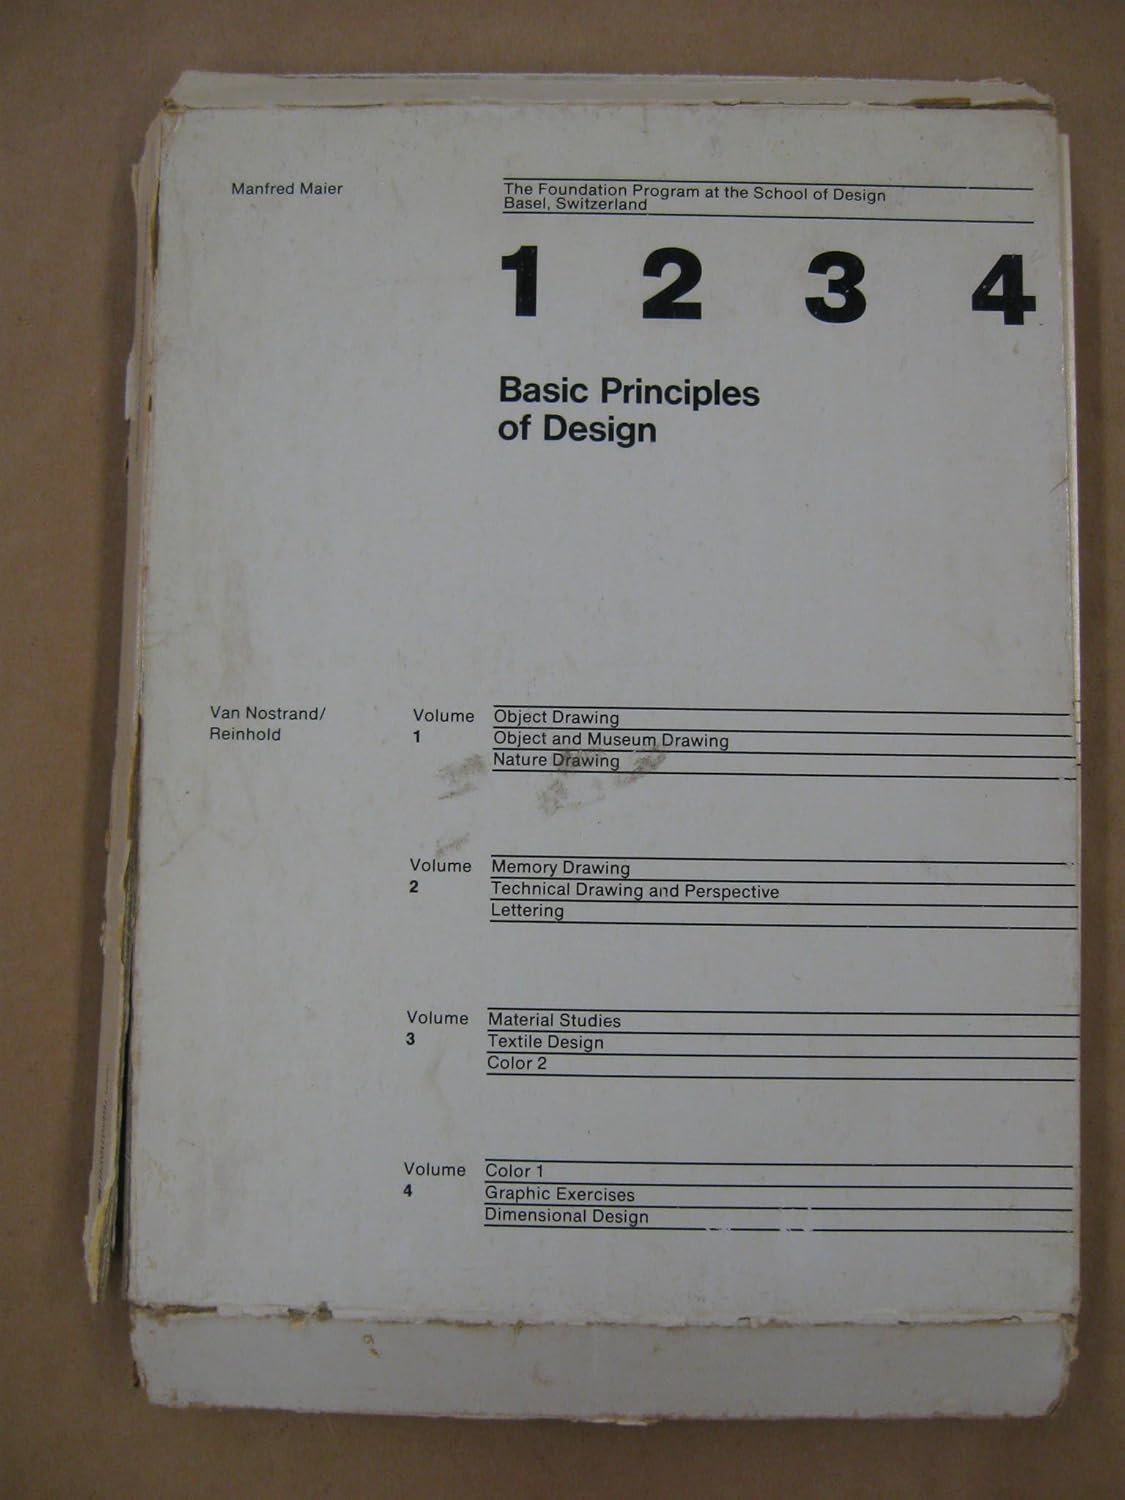 Manfred Maier
The Foundation Program at the School of Design
Basel, Switzerland
1 2 3 4
Basic Principles
of Design
Van Nostrand/
Reinhold
Volume
1
Object Drawing
Object and Museum Drawing
Nature Drawing
Volume
2
Memory Drawing
Technical Drawing and Perspective
Lettering
Volume
3
Material Studies
Textile Design
Color 2
Volume
4
Color 1
Graphic Exercises
Dimensional Design